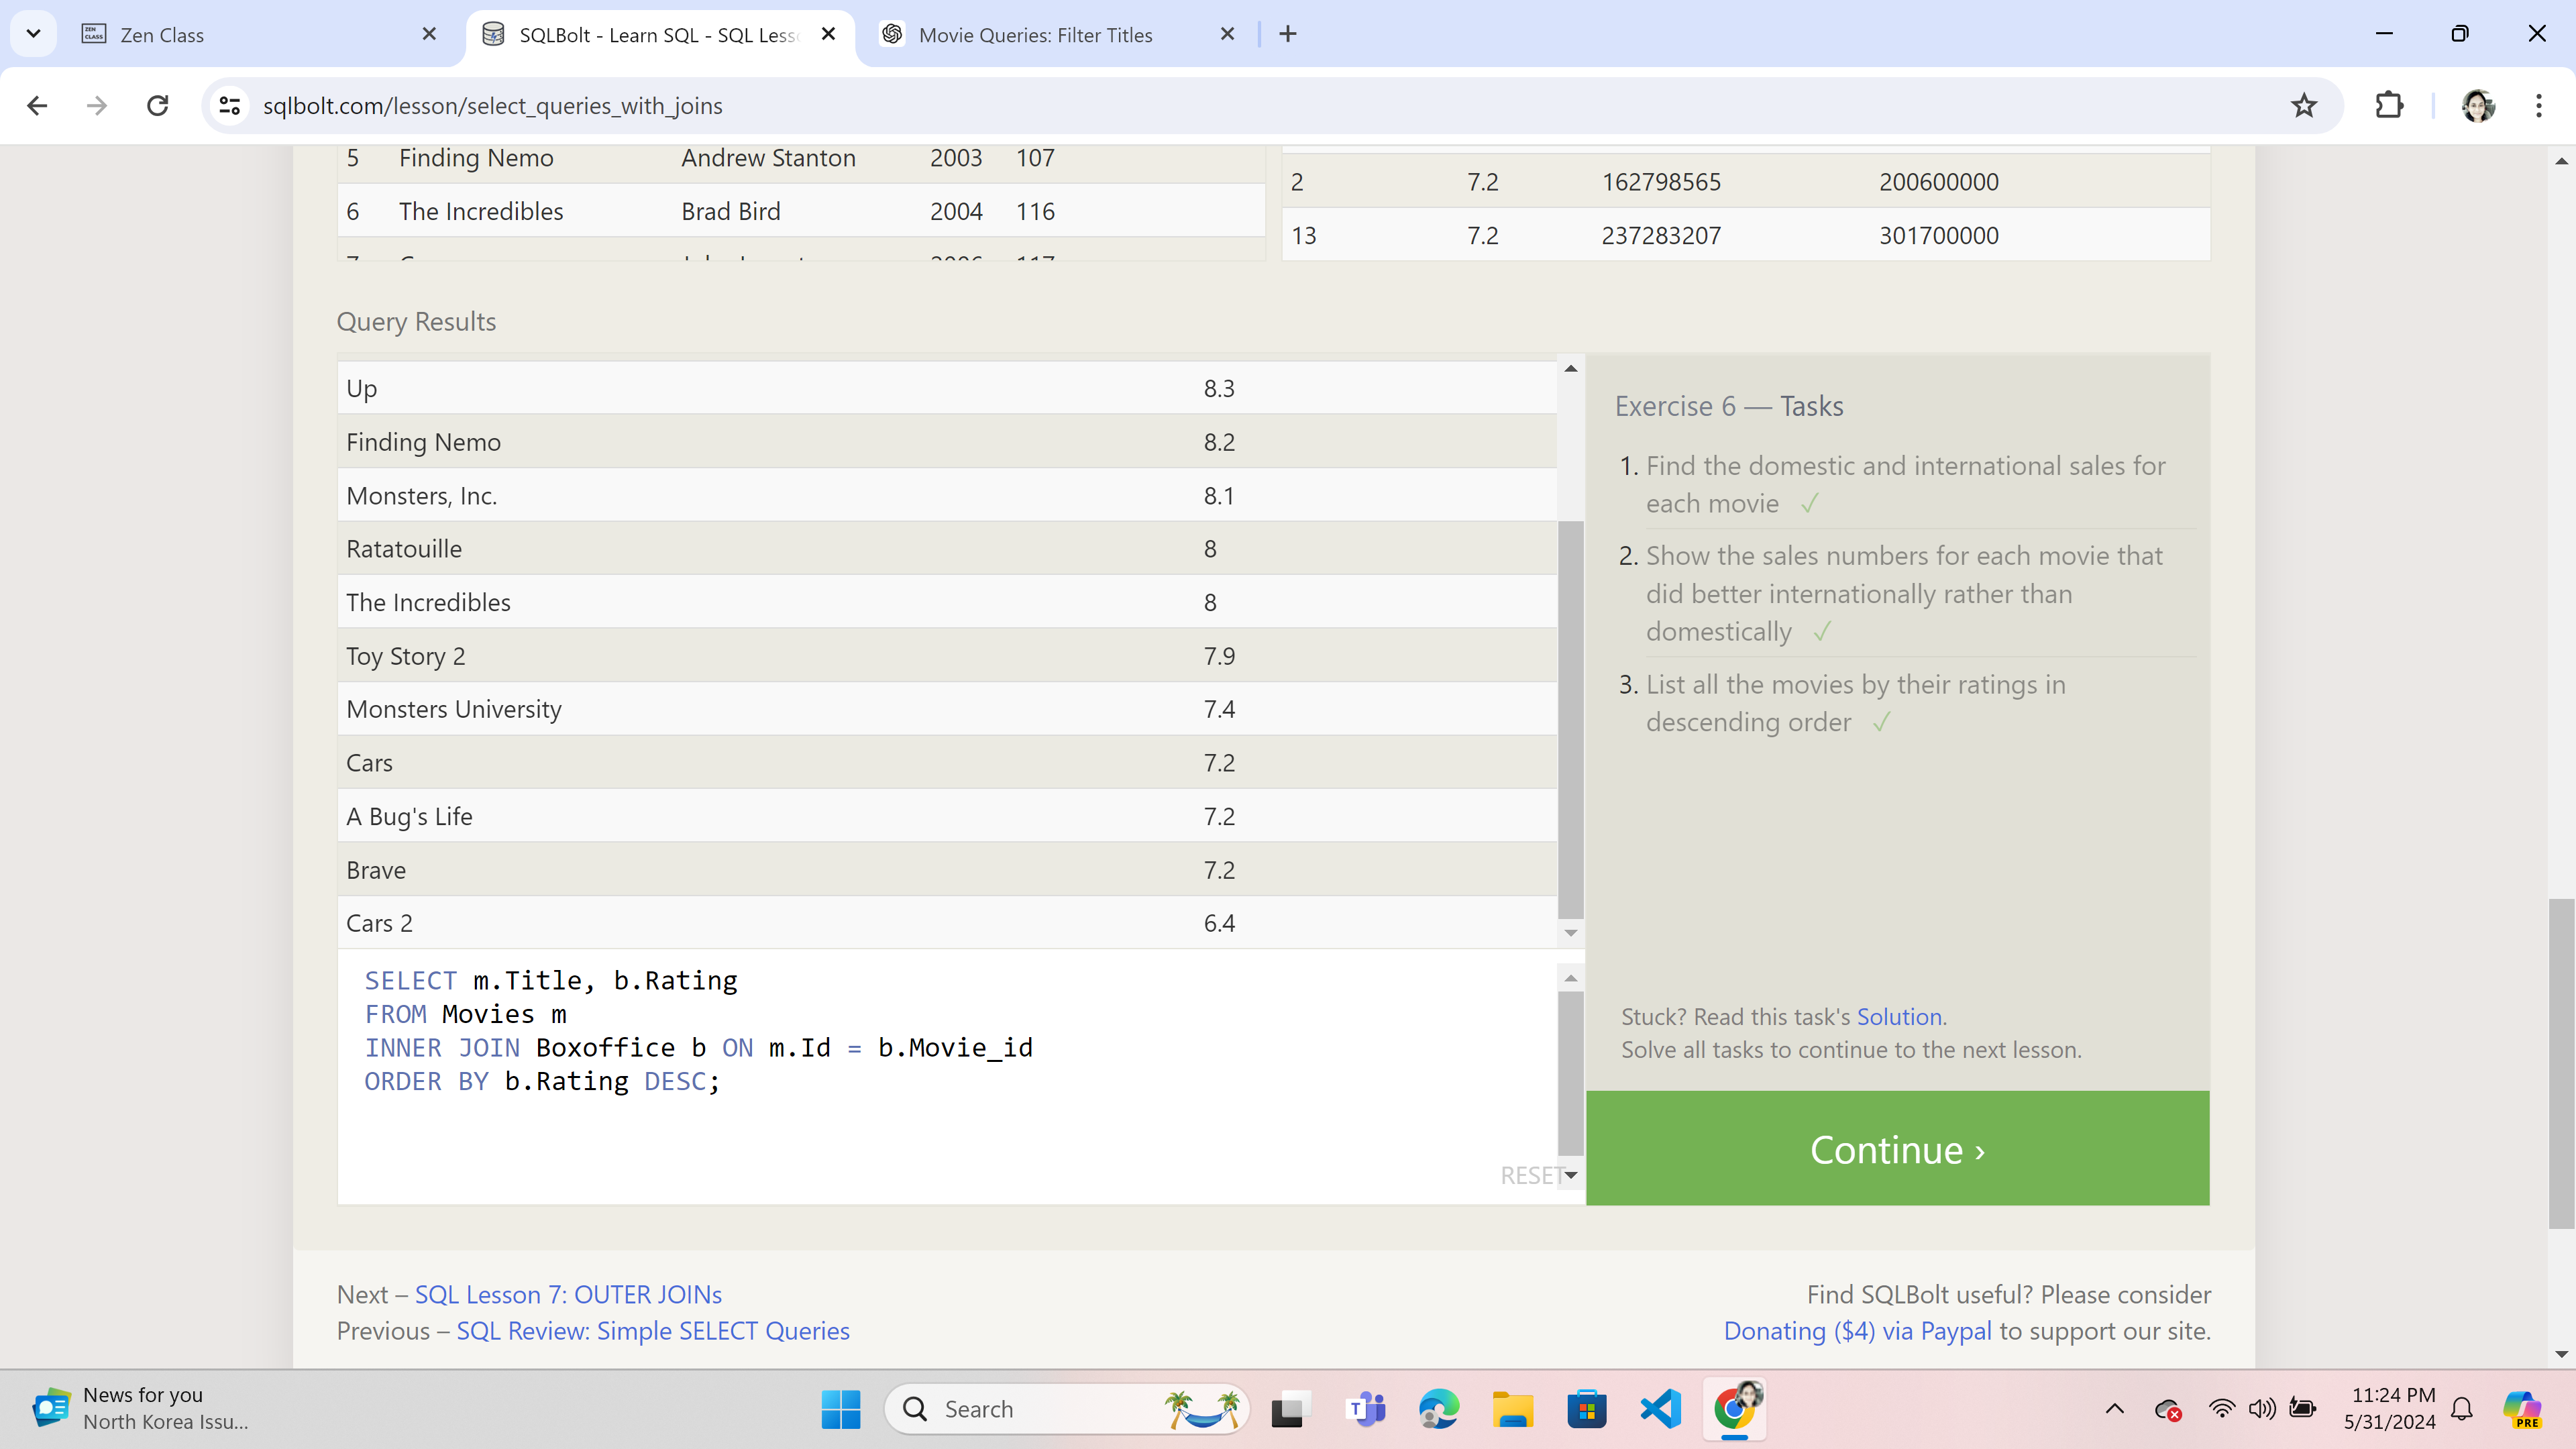 Zen Class
SQLBolt - Learn SQL - SQL Less
Movie Queries: Filter Titles
sqlbolt.com/lesson/select_queries_with_joins
5 Finding Nemo Andrew Stanton 2003 107
6 The Incredibles Brad Bird 2004 116
2 7.2 162798565 200600000
13 7.2 237283207 301700000
Query Results
Up 8.3
Finding Nemo 8.2
Monsters, Inc. 8.1
Ratatouille 8
The Incredibles 8
Toy Story 2 7.9
Monsters University 7.4
Cars 7.2
A Bug's Life 7.2
Brave 7.2
Cars 2 6.4
SELECT m.Title, b.Rating
FROM Movies m
INNER JOIN Boxoffice b ON m.Id = b.Movie_id
ORDER BY b.Rating DESC;
RESET
Exercise 6 — Tasks
1. Find the domestic and international sales for
each movie ✓
2. Show the sales numbers for each movie that
did better internationally rather than
domestically ✓
3. List all the movies by their ratings in
descending order ✓
Stuck? Read this task's Solution.
Solve all tasks to continue to the next lesson.
Continue ›
Next – SQL Lesson 7: OUTER JOINs
Previous – SQL Review: Simple SELECT Queries
Find SQLBolt useful? Please consider
Donating ($4) via Paypal to support our site.
News for you
North Korea Issu...
Search
11:24 PM
5/31/2024
PRE